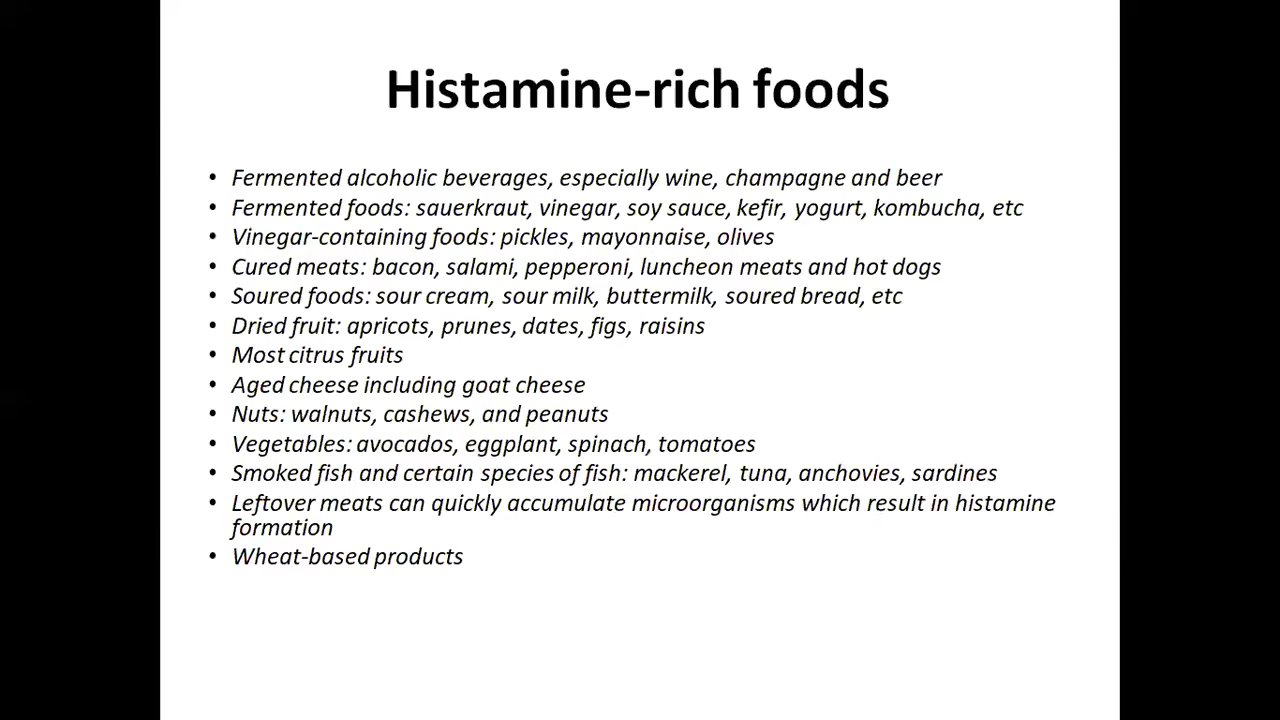 Histamine-rich foods
• Fermented alcoholic beverages, especially wine, champagne and beer
• Fermented foods: sauerkraut, vinegar, soy sauce, kefir, yogurt, kombucha, etc
• Vinegar-containing foods: pickles, mayonnaise, olives
• Cured meats: bacon, salami, pepperoni, luncheon meats and hot dogs
• Soured foods: sour cream, sour milk, buttermilk, soured bread, etc
• Dried fruit: apricots, prunes, dates, figs, raisins
• Most citrus fruits
• Aged cheese including goat cheese
• Nuts: walnuts, cashews, and peanuts
• Vegetables: avocados, eggplant, spinach, tomatoes
• Smoked fish and certain species of fish: mackerel, tuna, anchovies, sardines
• Leftover meats can quickly accumulate microorganisms which result in histamine
formation
• Wheat-based products